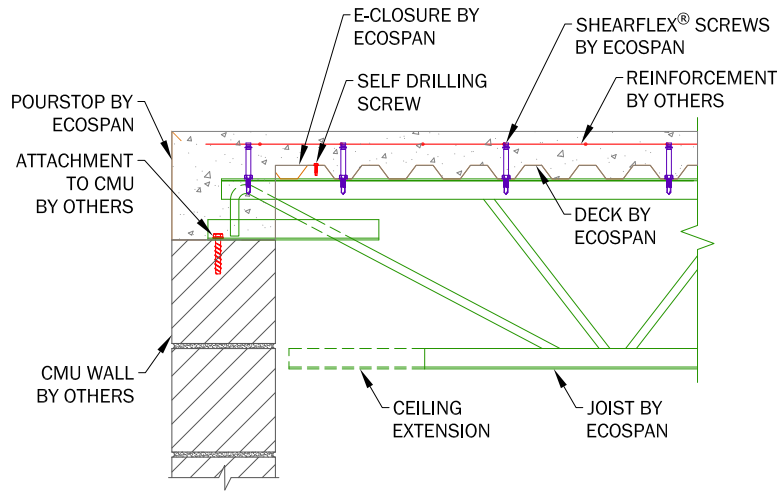 E-CLOSURE BY
ECOSPAN
SHEARFLEX® SCREWS
BY ECOSPAN
SELF DRILLING
SCREW
REINFORCEMENT
BY OTHERS
POURSTOP BY
ECOSPAN
ATTACHMENT
TO CMU
BY OTHERS
DECK BY
ECOSPAN
CMU WALL
BY OTHERS
CEILING
EXTENSION
JOIST BY
ECOSPAN